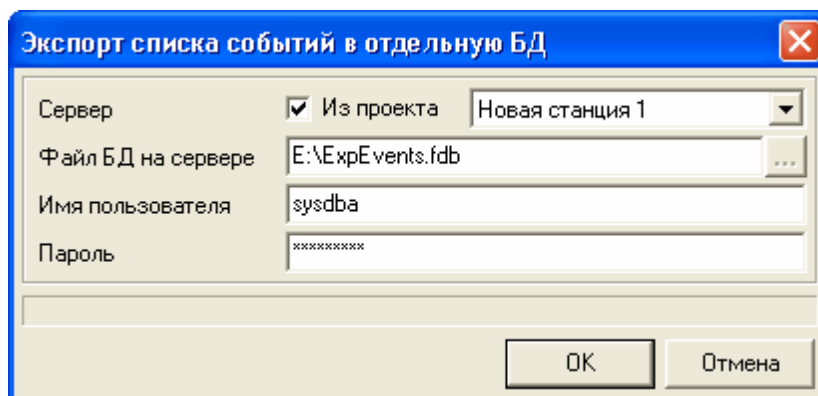 Экспорт списка событий в отдельную БД
Сервер Из проекта Новая станция 1
Файл БД на сервере E:\ExpEvents.fdb ...
Имя пользователя sysdba
Пароль ×××××××××
OK Отмена